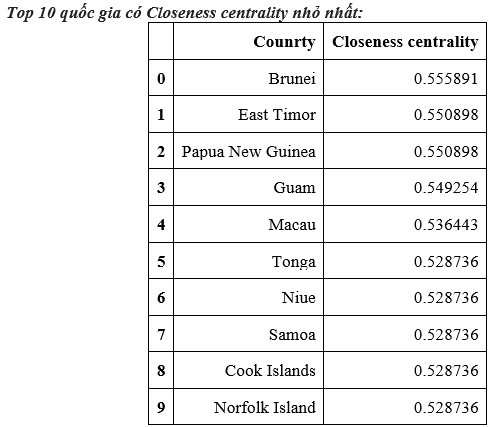 Top 10 quốc gia có Closeness centrality nhỏ nhất:
Counrty Closeness centrality
0 Brunei 0.555891
1 East Timor 0.550898
2 Papua New Guinea 0.550898
3 Guam 0.549254
4 Macau 0.536443
5 Tonga 0.528736
6 Niue 0.528736
7 Samoa 0.528736
8 Cook Islands 0.528736
9 Norfolk Island 0.528736